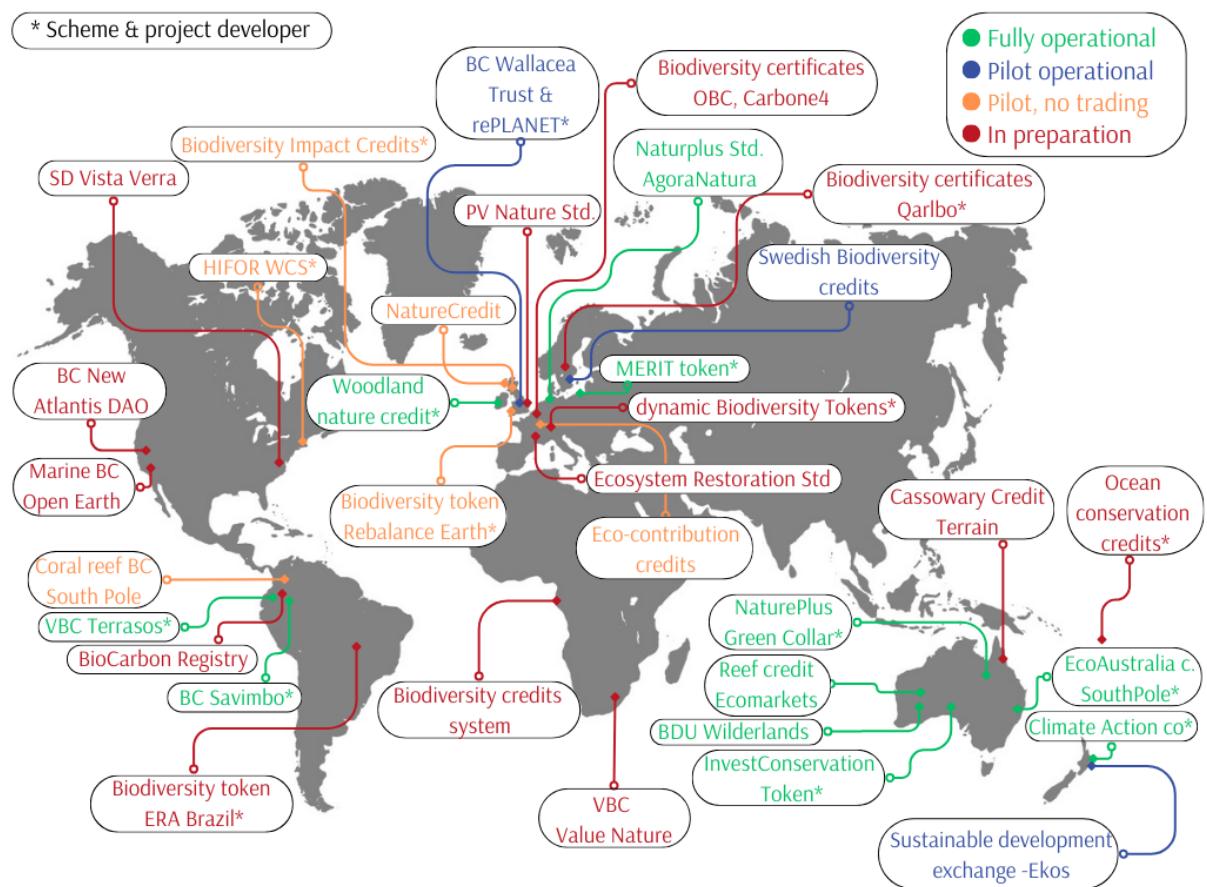 * Scheme & project developer
Fully operational
Pilot operational
Pilot, no trading
In preparation
BC Wallacea
Trust &
rePLANET*
Biodiversity certificates
OBC, Carbone4
Biodiversity Impact Credits*
Naturplus Std.
AgoraNatura
SD Vista Verra
PV Nature Std.
Biodiversity certificates
Qarlbo*
HIFOR WCS*
Swedish Biodiversity
credits
NatureCredit
MERIT token*
Woodland
nature credit*
BC New
Atlantis DAO
dynamic Biodiversity Tokens*
Marine BC
Open Earth
Ecosystem Restoration Std
Biodiversity token
Rebalance Earth*
Cassowary Credit
Terrain
Ocean
conservation
credits*
Eco-contribution
credits
Coral reef BC
South Pole
VBC Terrasos*
BioCarbon Registry
BC Savimbo*
NaturePlus
Green Collar*
Reef credit
Ecomarkets
EcoAustralia c.
SouthPole*
Biodiversity credits
system
BDU Wilderlands
Climate Action co*
InvestConservation
Token*
Biodiversity token
ERA Brazil*
VBC
Value Nature
Sustainable development
exchange -Ekos